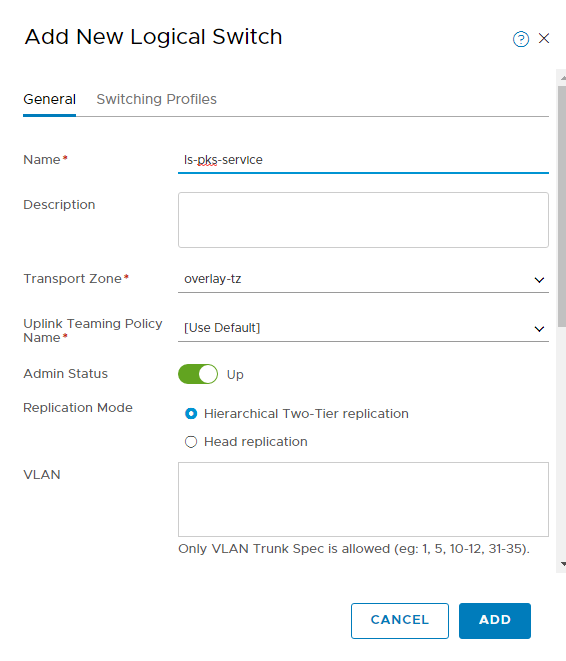 Add New Logical Switch
General Switching Profiles
Name*
ls-pks-service
Description
Transport Zone*
overlay-tz
Uplink Teaming Policy
Name*
[Use Default]
Admin Status
Up
Replication Mode
Hierarchical Two-Tier replication
Head replication
VLAN
Only VLAN Trunk Spec is allowed (eg: 1, 5, 10-12, 31-35).
CANCEL ADD